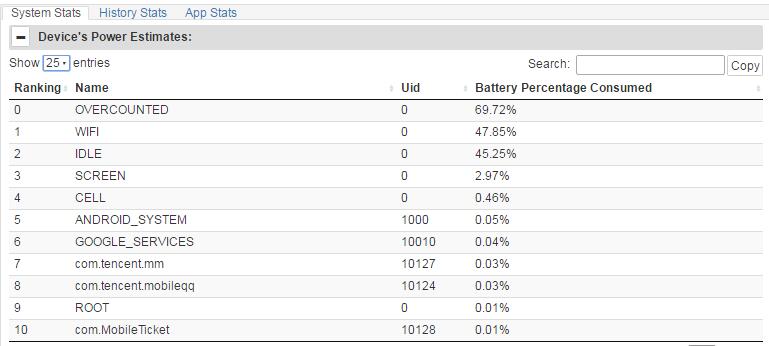 System Stats History Stats App Stats
Device's Power Estimates:
Show 25 entries Search: Copy
Ranking Name Uid Battery Percentage Consumed
0 OVERCOUNTED 0 69.72%
1 WIFI 0 47.85%
2 IDLE 0 45.25%
3 SCREEN 0 2.97%
4 CELL 0 0.46%
5 ANDROID_SYSTEM 1000 0.05%
6 GOOGLE_SERVICES 10010 0.04%
7 com.tencent.mm 10127 0.03%
8 com.tencent.mobileqq 10124 0.03%
9 ROOT 0 0.01%
10 com.MobileTicket 10128 0.01%